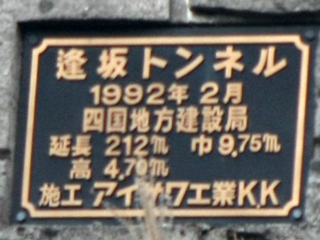 逢坂トンネル
1992年2月
四国地方建設局
延長 212m 巾9.75m
高 4.70m
施工 アイサワ工業K.K